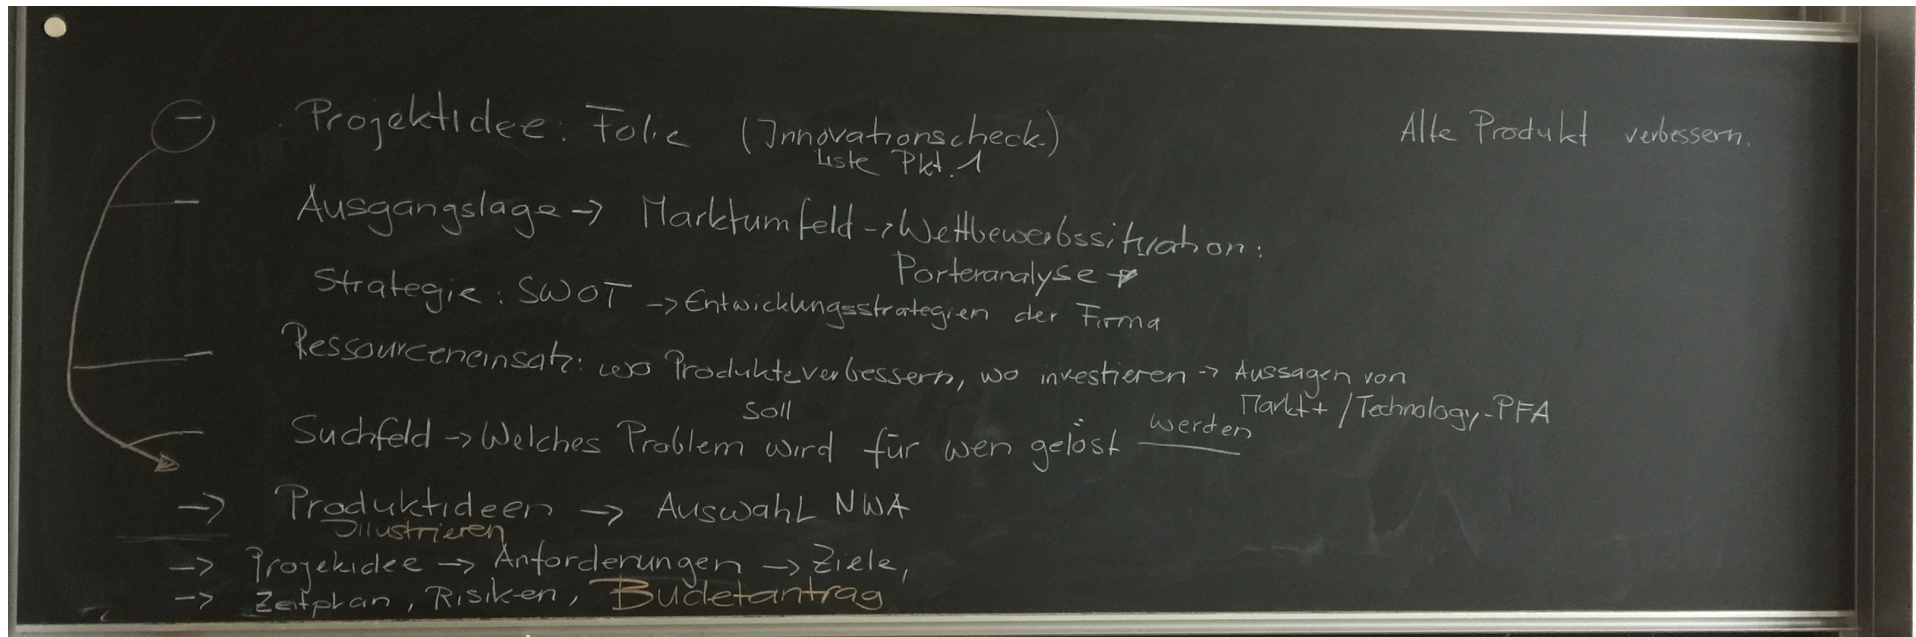 – Projektidee: Folie (Innovationscheck.) Alte Produkt verbessern.
Liste Pkt. 1
– Ausgangslage -> Marktumfeld -> Wettbewerbssituation:
Porteranalyse
Strategie: SWOT -> Entwicklungsstrategien der Firma
– Ressourceneinsatz: wo Produkte verbessern, wo investieren -> Aussagen von
Markt + / Technology-PFA
soll
– Suchfeld -> Welches Problem wird für wen gelöst werden
-> Produktideen -> Auswahl NWA
Illustrieren
-> Projekidee -> Anforderungen -> Ziele,
-> Zeitplan, Risiken, Budetantrag